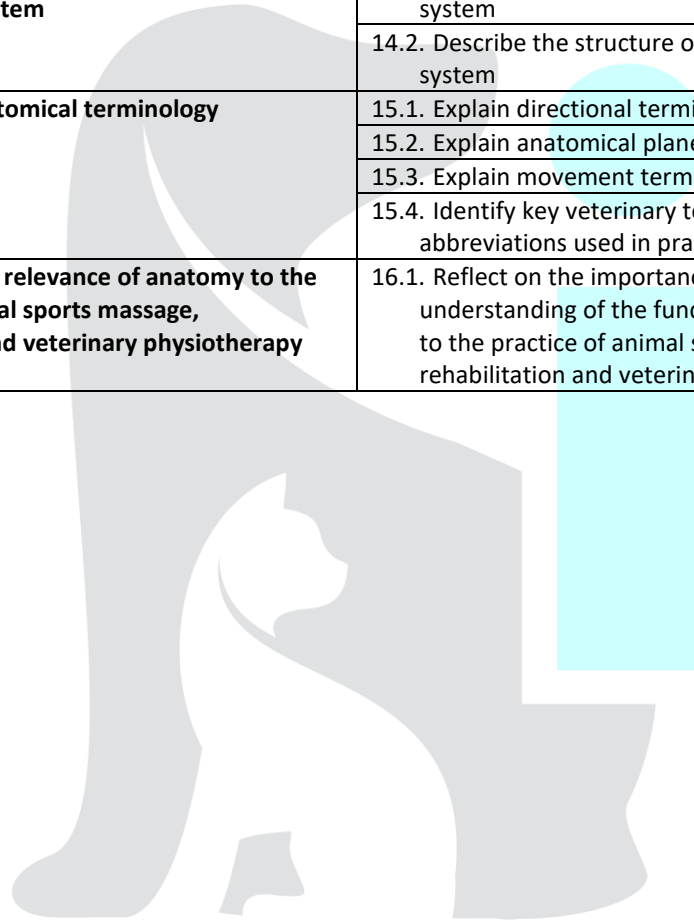 tem
system
14.2. Describe the structure o
system
tomical terminology
15.1. Explain directional termi
15.2. Explain anatomical plane
15.3. Explain movement term
15.4. Identify key veterinary te
abbreviations used in pra
relevance of anatomy to the
al sports massage,
d veterinary physiotherapy
16.1. Reflect on the importanc
understanding of the fund
to the practice of animal s
rehabilitation and veterin